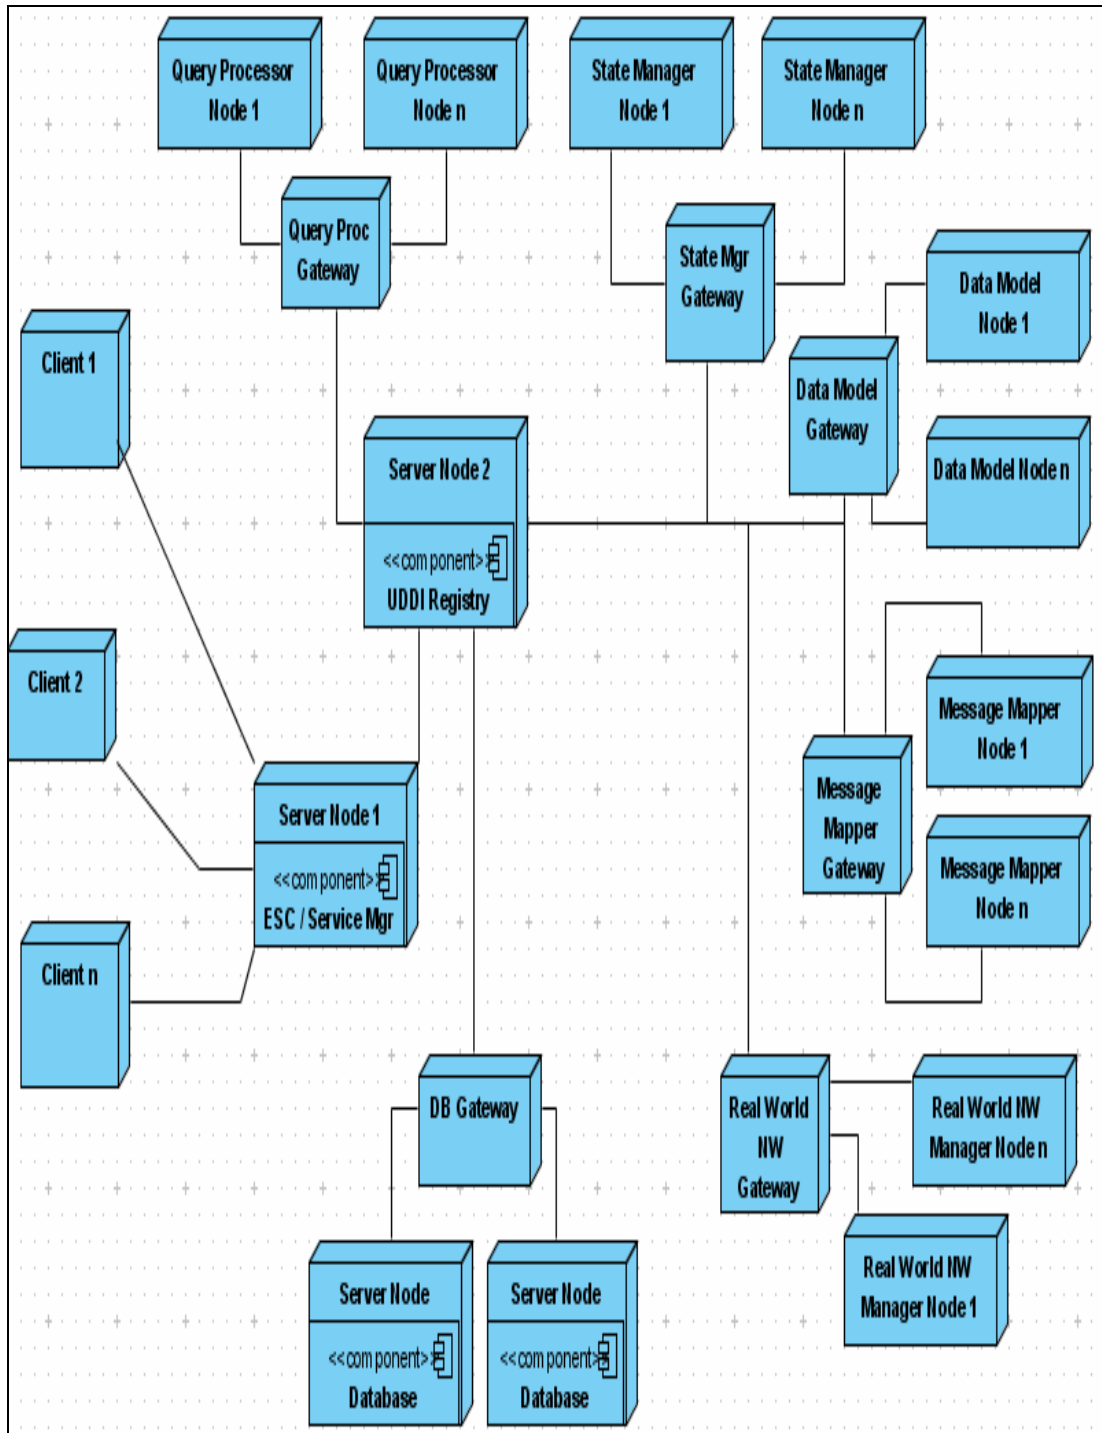 Query Processor
Node 1
Query Processor
Node n
State Manager
Node 1
State Manager
Node n
Query Proc
Gateway
State Mgr
Gateway
Data Model
Node 1
Client 1
Data Model
Gateway
Data Model Node n
Server Node 2
<<component>>
UDDI Registry
Client 2
Message Mapper
Node 1
Message
Mapper
Gateway
Server Node 1
<<component>>
ESC / Service Mgr
Message Mapper
Node n
Client n
DB Gateway
Real World
NW
Gateway
Real World NW
Manager Node n
Real World NW
Manager Node 1
Server Node
<<component>>
Database
Server Node
<<component>>
Database